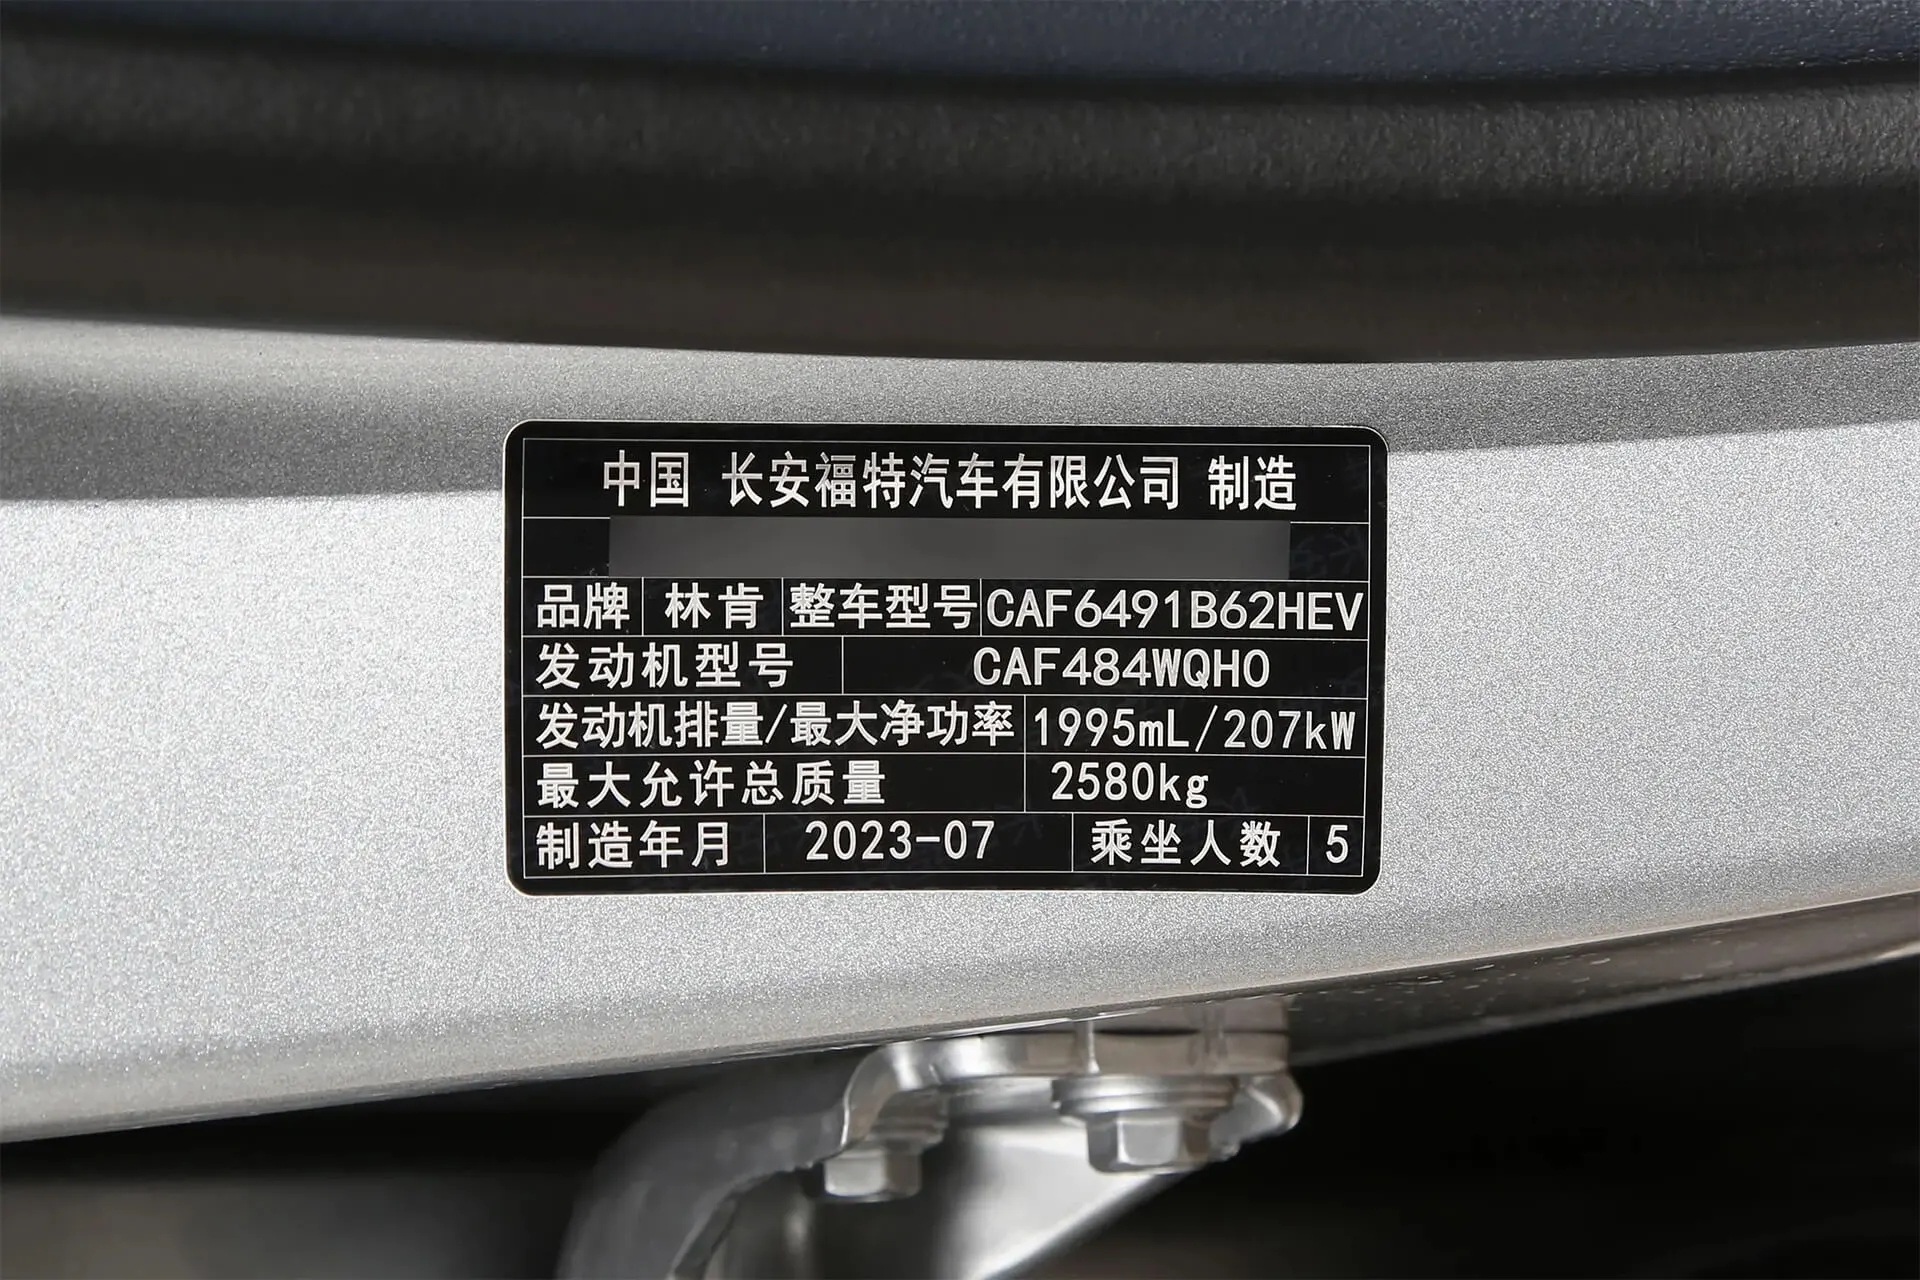 中国 长安福特汽车有限公司 制造
品牌 林肯 整车型号 CAF6491B62HEV
发动机型号 CAF484WQH0
发动机排量/最大净功率 1995mL/207kW
最大允许总质量 2580kg
制造年月 2023-07 乘坐人数 5